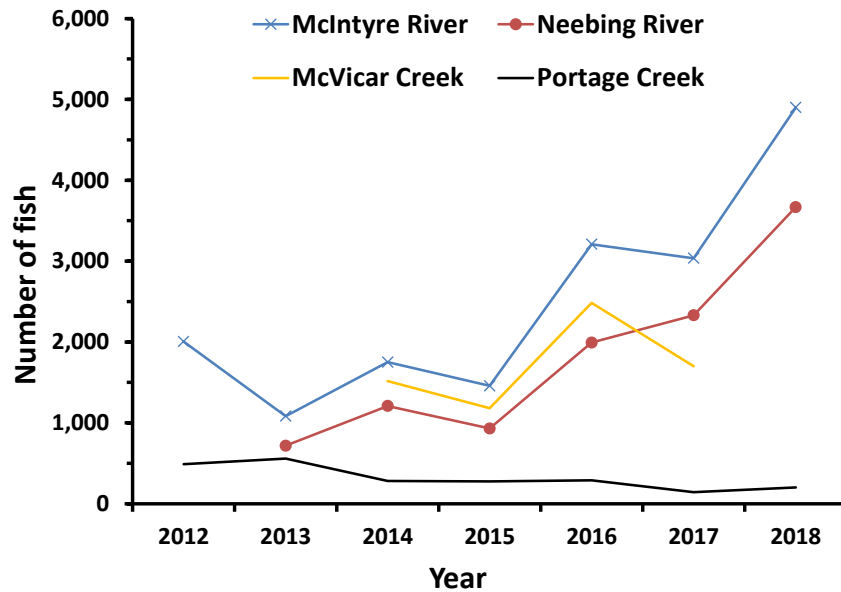 McIntyre River Neebing River
McVicar Creek Portage Creek
6,000
5,000
4,000
3,000
2,000
1,000
0
Number of fish
2012 2013 2014 2015 2016 2017 2018
Year